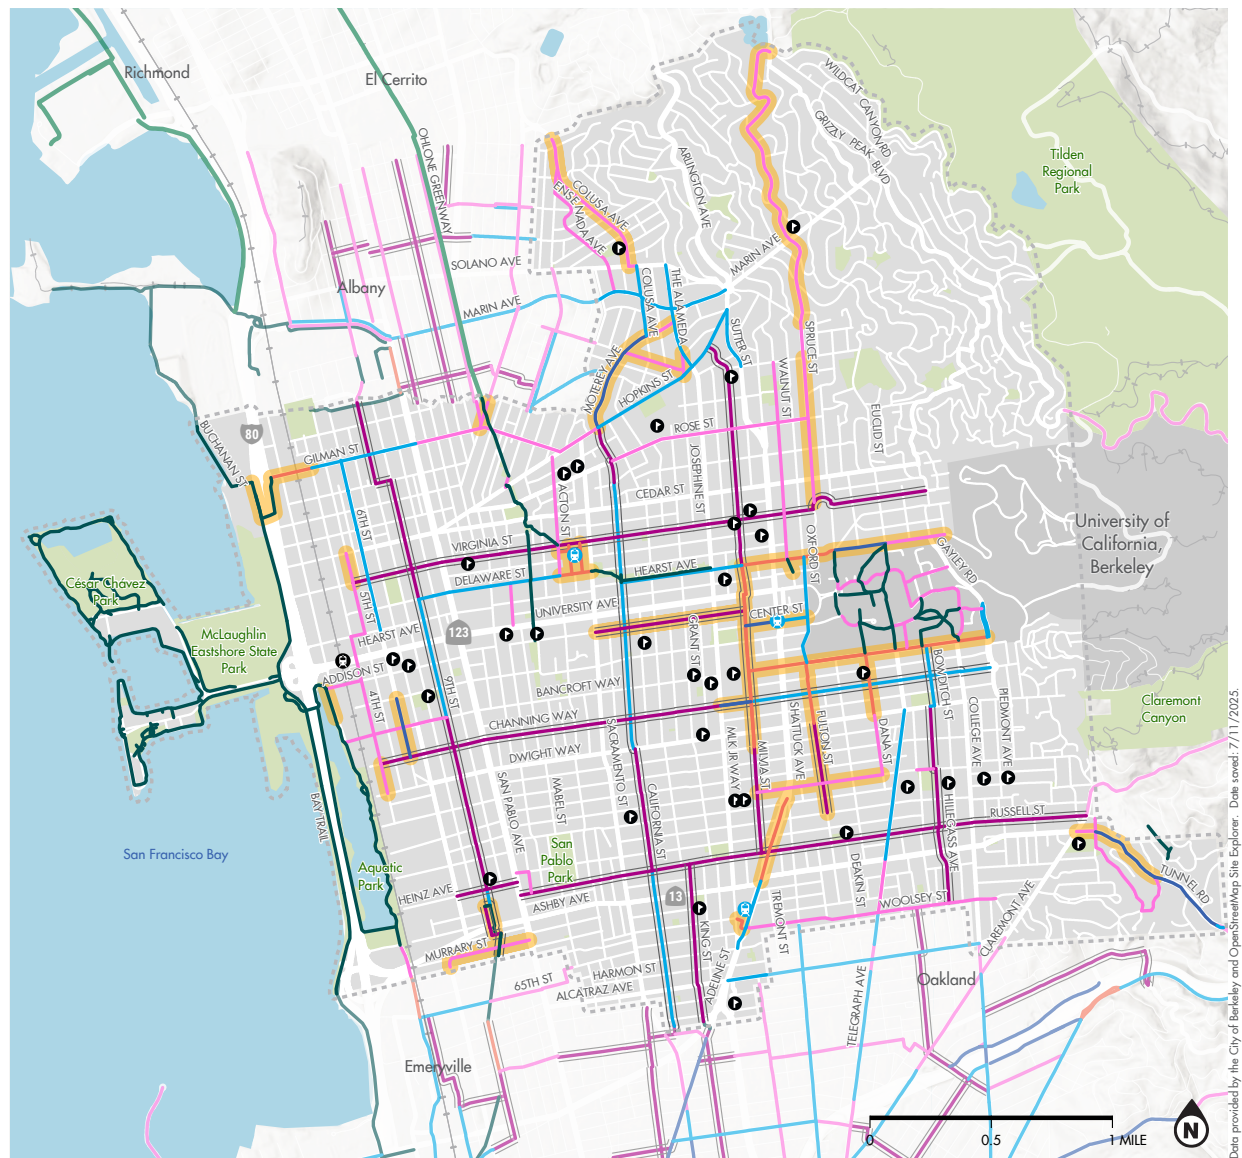 Richmond
El Cerrito
WILDCAT CANYON RD
GRIZZLY PEAK BLVD
OHLONE GREENWAY
ARLINGTON AVE
Tilden
Regional
Park
COLUSA AVE
ENSENADA AVE
MARIN AVE
SOLANO AVE
Albany
COLUSA AVE
THE ALAMEDA
MARIN AVE
SUTTER ST
SPRUCE ST
MOTEREY AVE
HOPKINS ST
WALNUT ST
EUCLID ST
BUCHANAN ST
80
GILMAN ST
ROSE ST
JOSEPHINE ST
CEDAR ST
ACTON ST
6TH ST
VIRGINIA ST
OXFORD ST
University of
California,
Berkeley
GAYLEY RD
HEARST AVE
DELAWARE ST
César Chávez
Park
5TH ST
UNIVERSITY AVE
CENTER ST
McLaughlin
Eastshore State
Park
HEARST AVE
123
GRANT ST
ADDISON ST
BOWDITCH ST
BANCROFT WAY
4TH ST
9TH ST
COLLEGE AVE
PIEDMONT AVE
Claremont
Canyon
CHANNING WAY
SHATTUCK AVE
FULTON ST
DANA ST
DWIGHT WAY
SACRAMENTO ST
MLK JR WAY
MILVIA ST
SAN PABLO AVE
MABEL ST
CALIFORNIA ST
BAY TRAIL
HILLEGASS AVE
RUSSELL ST
San Francisco Bay
San
Pablo
Park
Aquatic
Park
DEAKIN ST
TUNNEL RD
HEINZ AVE
ASHBY AVE
13
KING ST
TREMONT ST
WOOLSEY ST
CLAREMONT AVE
MURRARY ST
HARMON ST
65TH ST
ALCATRAZ AVE
ADELINE ST
TELEGRAPH AVE
Oakland
Emeryville
0
0.5
1 MILE
N
Data provided by the City of Berkeley and OpenStreetMap Site Explorer. Date saved: 7/11/2025.